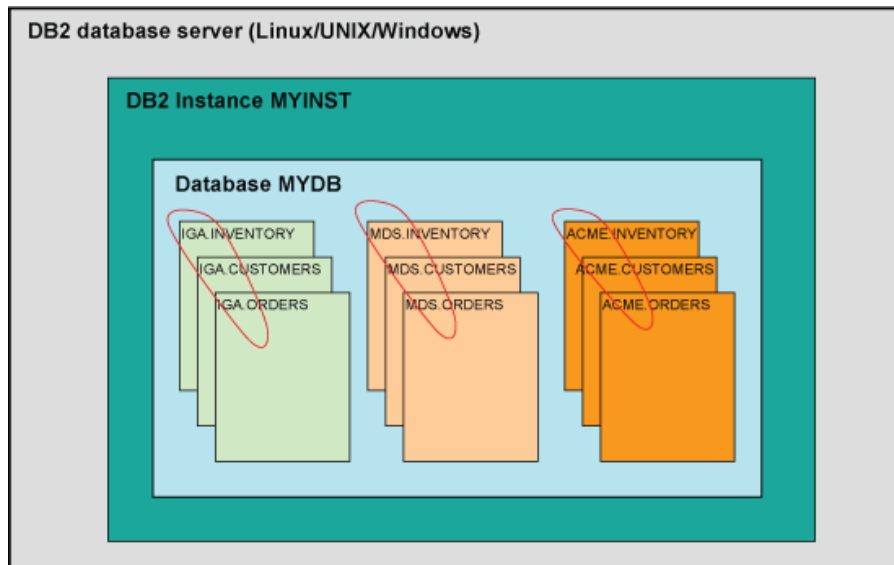 DB2 database server (Linux/UNIX/Windows)
DB2 Instance MYINST
Database MYDB
IGA.INVENTORY
IGA.CUSTOMERS
IGA.ORDERS
MDS.INVENTORY
MDS.CUSTOMERS
MDS.ORDERS
ACME.INVENTORY
ACME.CUSTOMERS
ACME.ORDERS